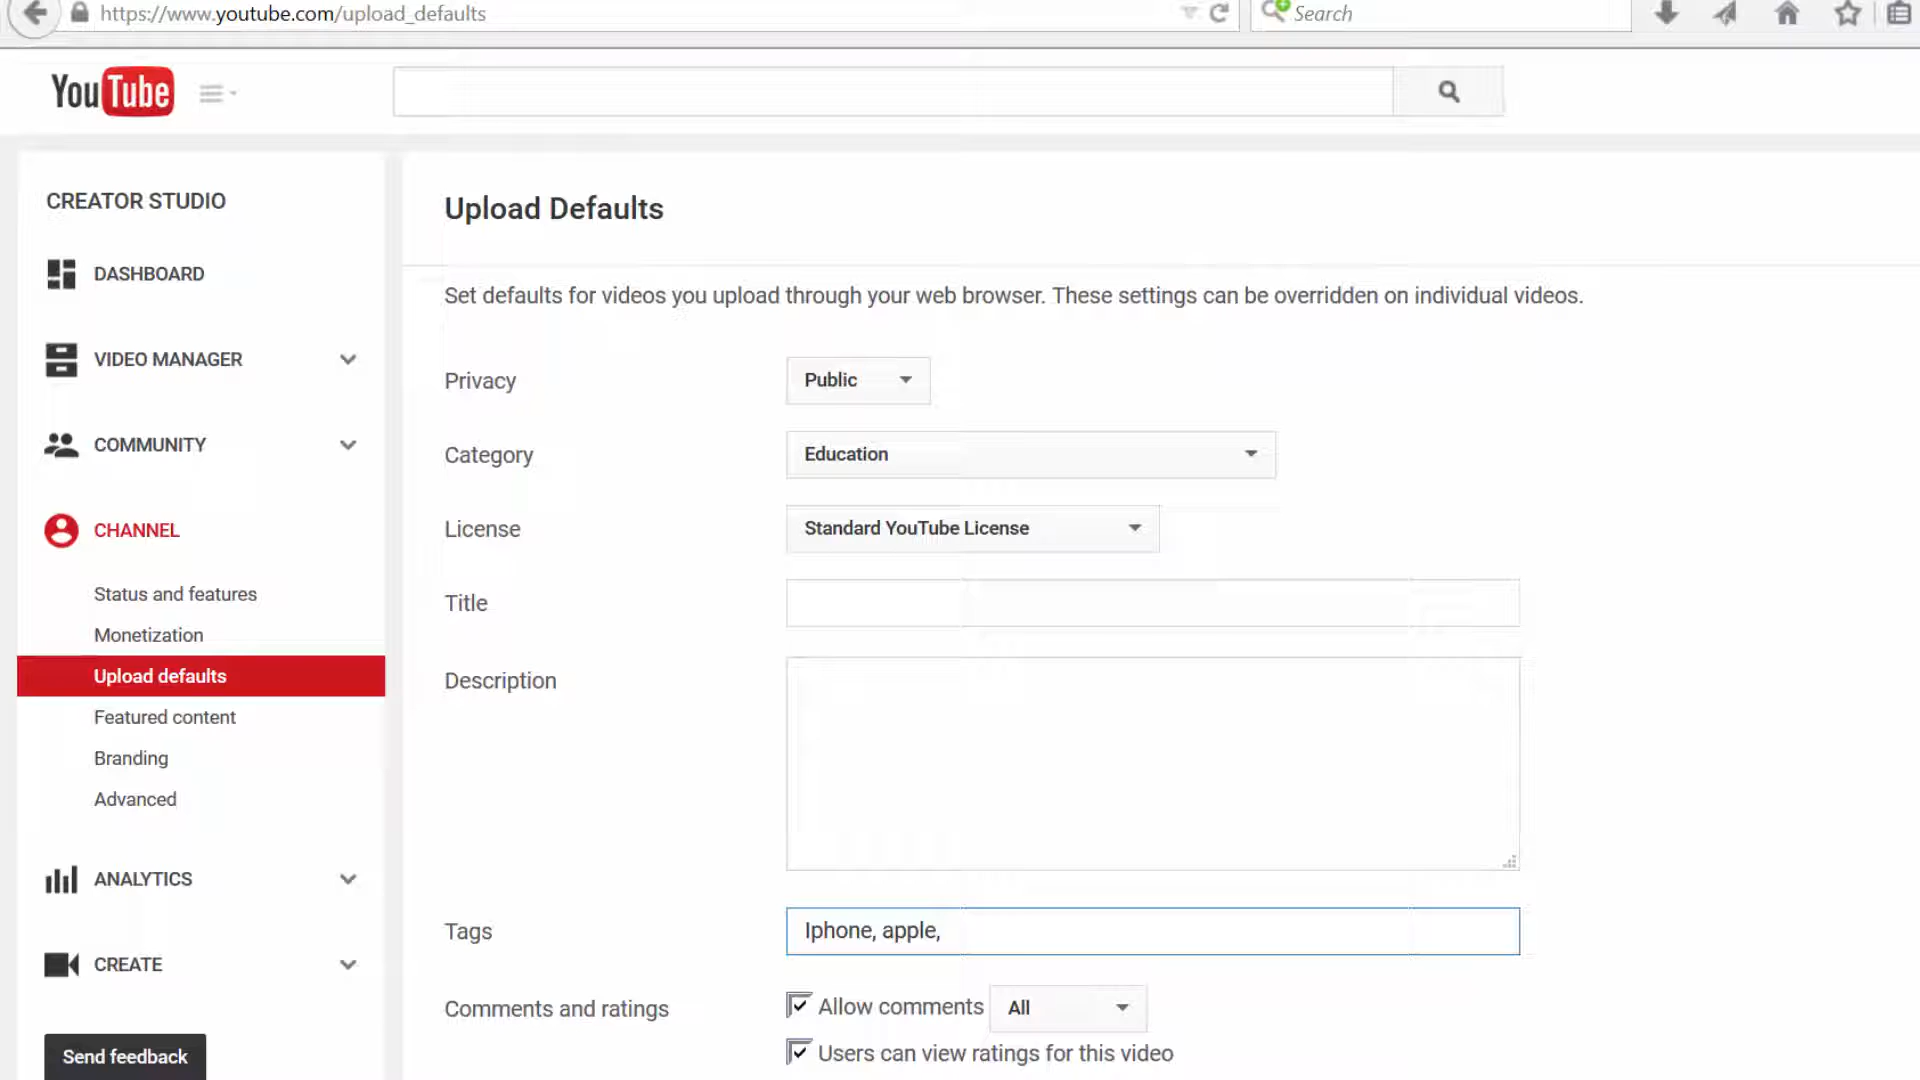 https://www.youtube.com/upload_defaults
Search
YouTube
CREATOR STUDIO
DASHBOARD
VIDEO MANAGER
COMMUNITY
CHANNEL
Status and features
Monetization
Upload defaults
Featured content
Branding
Advanced
ANALYTICS
CREATE
Send feedback
Upload Defaults
Set defaults for videos you upload through your web browser. These settings can be overridden on individual videos.
Privacy
Public
Category
Education
License
Standard YouTube License
Title
Description
Tags
Iphone, apple,
Comments and ratings
Allow comments
All
Users can view ratings for this video